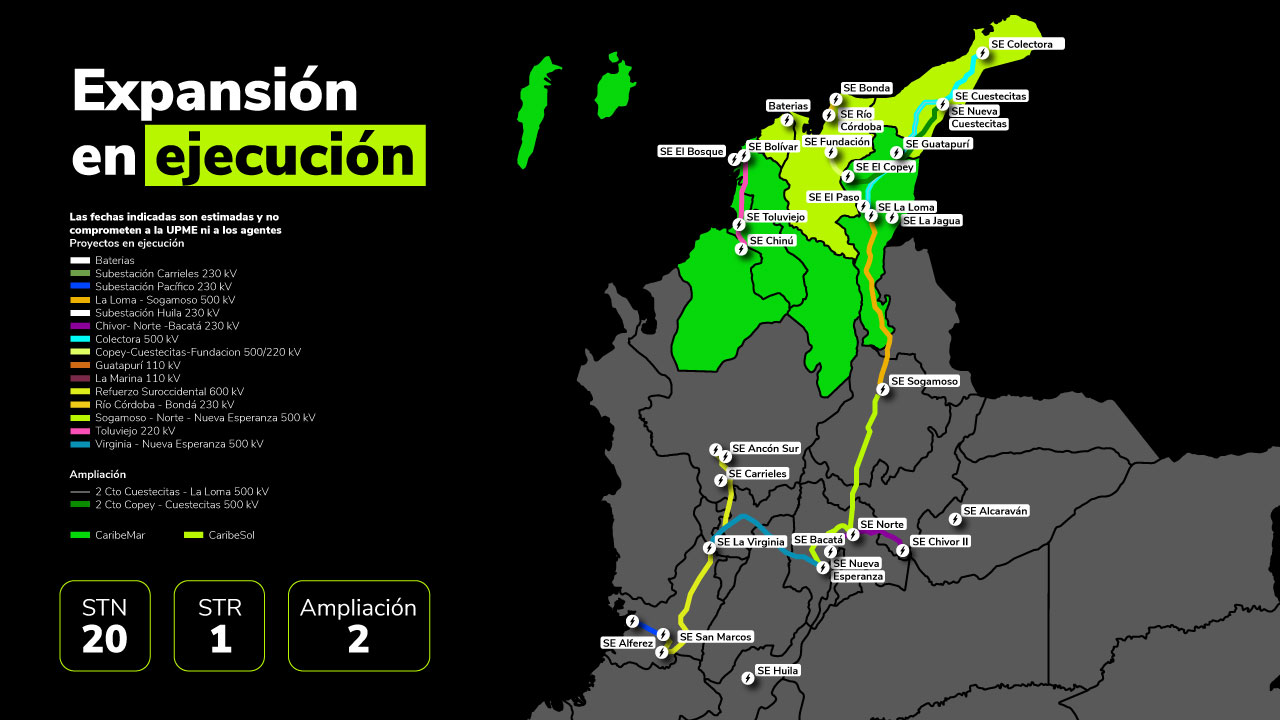 Expansión
en ejecución
Las fechas indicadas son estimadas y no
comprometen a la UPME ni a los agentes
Proyectos en ejecución
Baterias
Subestación Carrieles 230 kV
Subestación Pacífico 230 kV
La Loma - Sogamoso 500 kV
Subestación Huila 230 kV
Chivor- Norte -Bacatá 230 kV
Colectora 500 kV
Copey-Cuestecitas-Fundacion 500/220 kV
Guatapurí 110 kV
La Marina 110 kV
Refuerzo Suroccidental 600 kV
Río Córdoba - Bondá 230 kV
Sogamoso - Norte - Nueva Esperanza 500 kV
Toluviejo 220 kV
Virginia - Nueva Esperanza 500 kV
Ampliación
2 Cto Cuestecitas - La Loma 500 kV
2 Cto Copey - Cuestecitas 500 kV
CaribeMar
CaribeSol
STN
20
STR
1
Ampliación
2
SE Colectora
SE Bonda
SE Cuestecitas
Baterias
SE Nueva
Cuestecitas
SE Río
Córdoba
SE Fundación
SE Guatapurí
SE Bolívar
SE El Bosque
SE El Copey
SE El Paso
SE La Loma
SE La Jagua
SE Toluviejo
SE Chinú
SE Sogamoso
SE Ancón Sur
SE Carrieles
SE Alcaraván
SE Norte
SE La Virginia
SE Bacatá
SE Chivor II
SE Nueva
Esperanza
SE San Marcos
SE Alferez
SE Huila